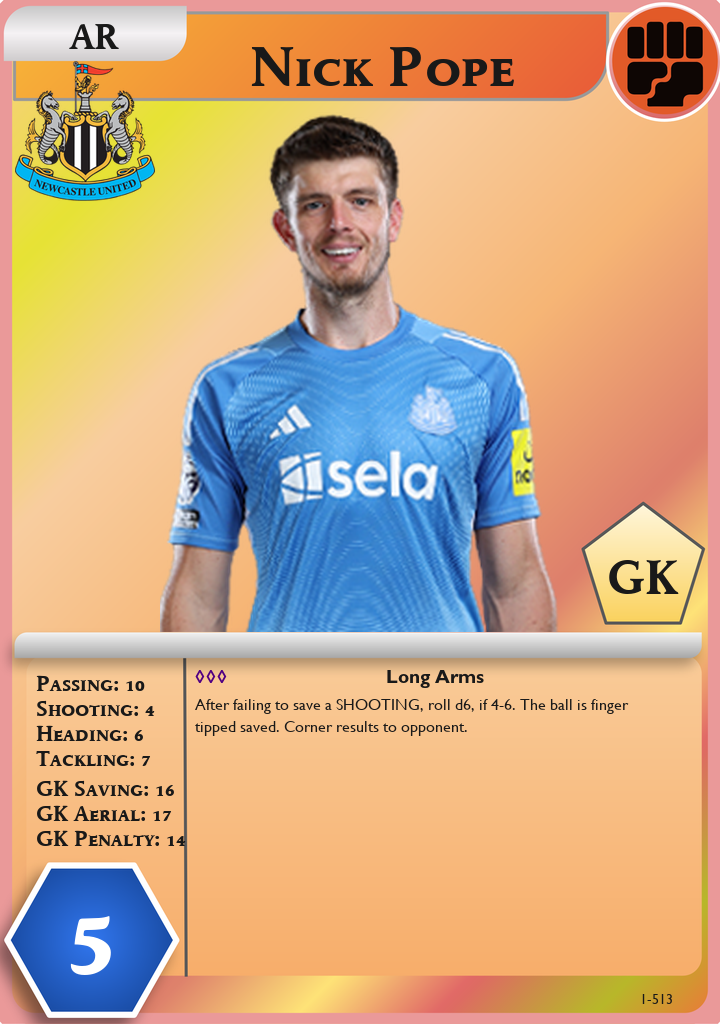 AR
Nick Pope
NEWCASTLE UNITED
sela
GK
Passing: 10
Shooting: 4
Heading: 6
Tackling: 7
GK Saving: 16
GK Aerial: 17
GK Penalty: 14
5
◊◊◊ Long Arms
After failing to save a SHOOTING, roll d6, if 4-6. The ball is finger
tipped saved. Corner results to opponent.
1-513